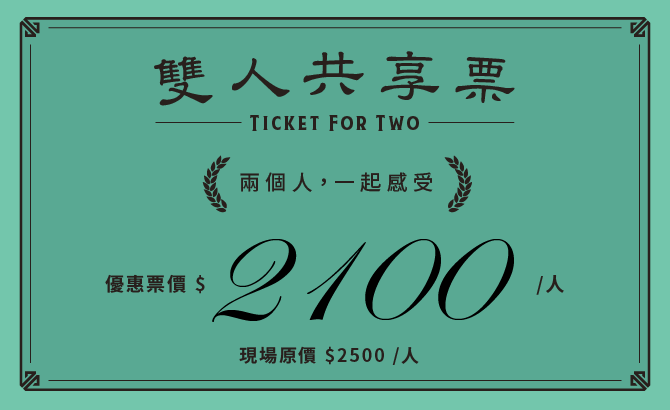 雙人共享票
TICKET FOR TWO
兩個人，一起感受
優惠票價 $ 2100 /人
現場原價 $2500 /人